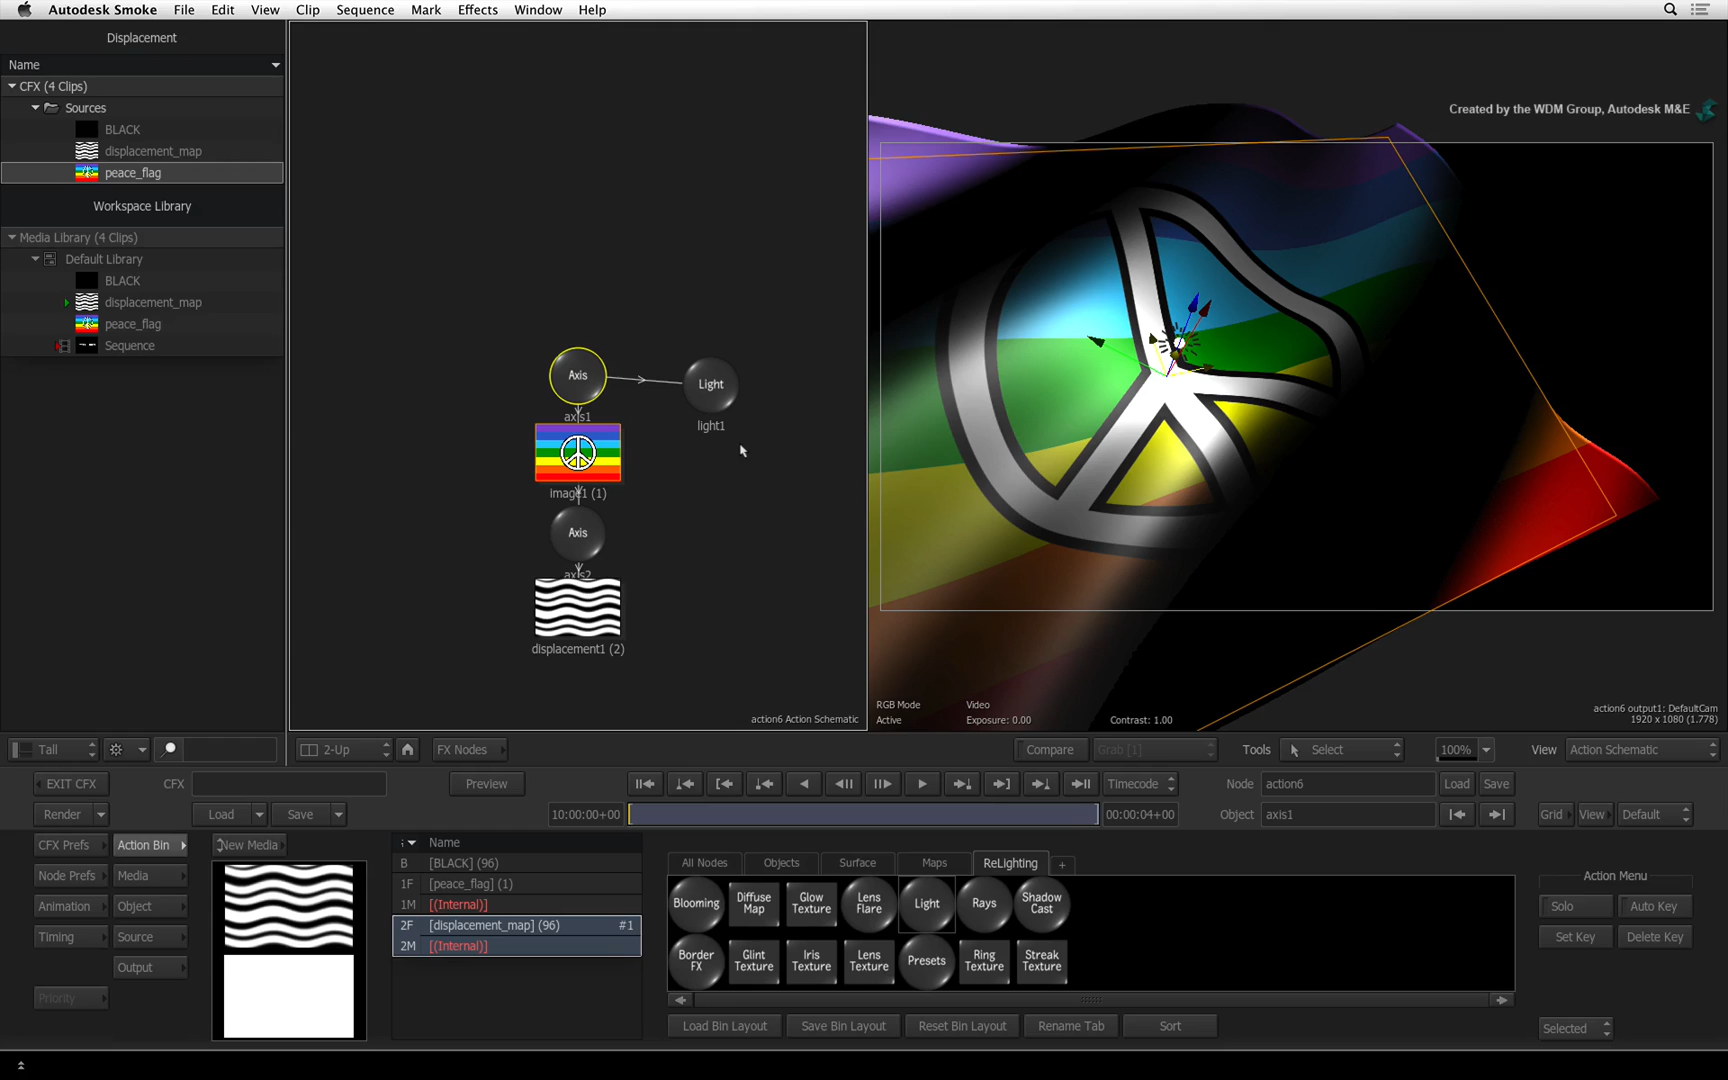 Autodesk Smoke File Edit View Clip Sequence Mark Effects Window Help
Displacement
Name
CFX (4 Clips)
Sources
BLACK
displacement_map
peace_flag
Workspace Library
Media Library (4 Clips)
Default Library
BLACK
displacement_map
peace_flag
Sequence
Axis
axis1
Light
light1
image1 (1)
Axis
axis2
displacement1 (2)
action6 Action Schematic
Created by the WDM Group, Autodesk M&E
RGB Mode Video
Active Exposure: 0.00 Contrast: 1.00
action6 output1: DefaultCam
1920 x 1080 (1.778)
Tall 2-Up FX Nodes Compare Grab [1] Tools Select 100% View Action Schematic
EXIT CFX CFX Preview Timecode Node action6 Load Save
Render Load Save 10:00:00+00 00:00:04+00 Object axis1 Grid View Default
CFX Prefs Action Bin New Media
Node Prefs Media
Animation Object
Timing Source
Output
Priority
Name
B [BLACK] (96)
1F [peace_flag] (1)
1M [(Internal)]
2F [displacement_map] (96) #1
2M [(Internal)]
All Nodes Objects Surface Maps ReLighting +
Blooming Diffuse Map Glow Texture Lens Flare Light Rays Shadow Cast
Border FX Glint Texture Iris Texture Lens Texture Presets Ring Texture Streak Texture
Load Bin Layout Save Bin Layout Reset Bin Layout Rename Tab Sort
Action Menu
Solo Auto Key
Set Key Delete Key
Selected